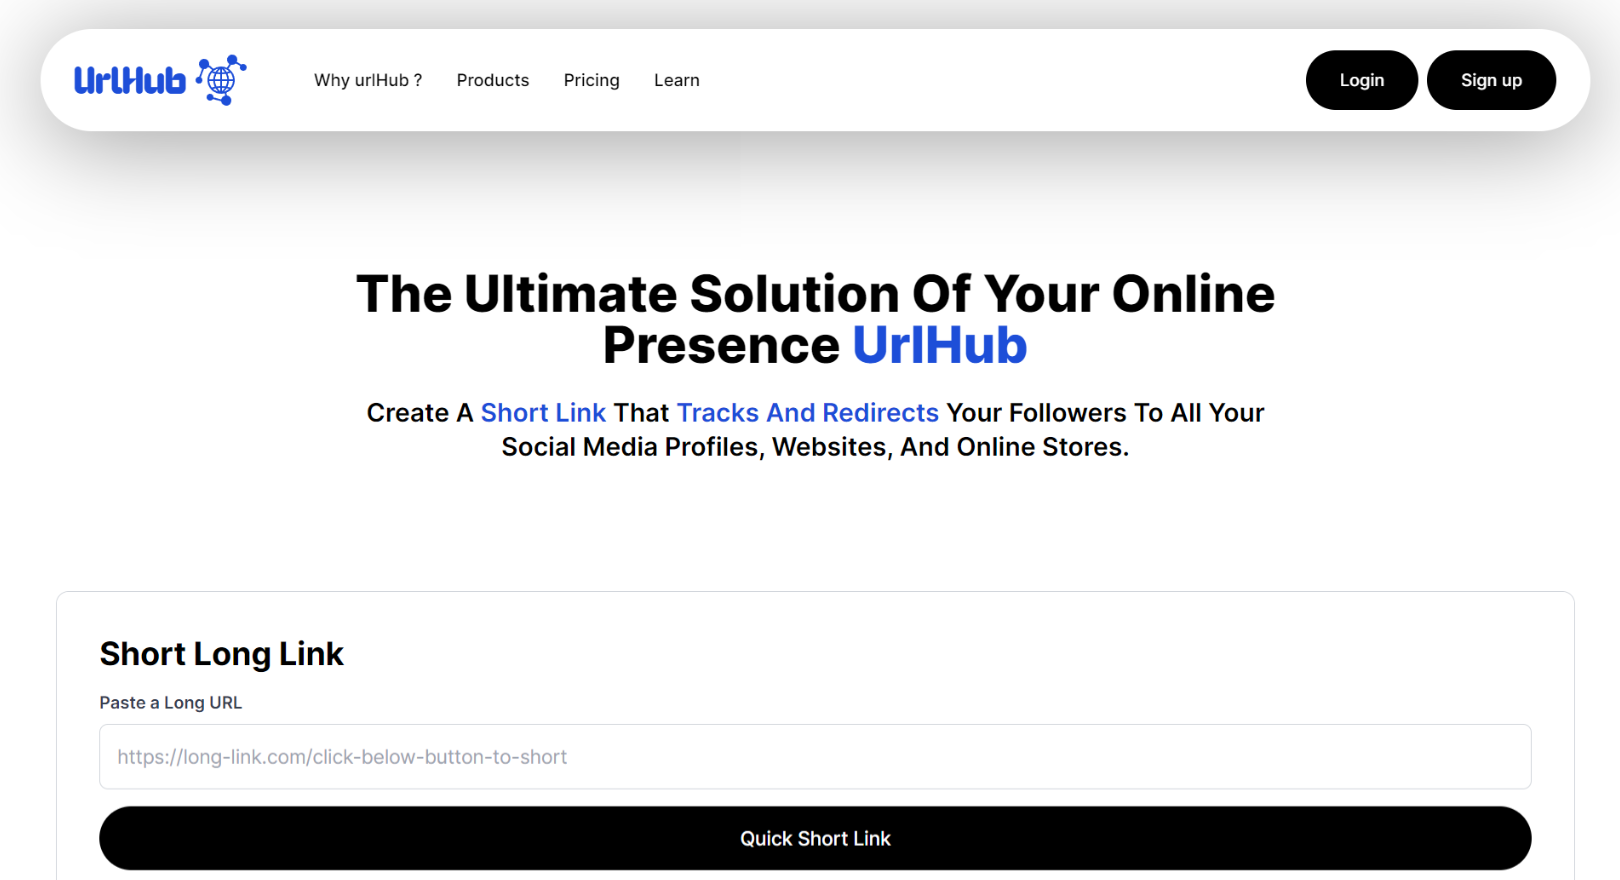 UrlHub
Why urlHub ?
Products
Pricing
Learn
Login
Sign up
The Ultimate Solution Of Your Online
Presence UrlHub
Create A Short Link That Tracks And Redirects Your Followers To All Your
Social Media Profiles, Websites, And Online Stores.
Short Long Link
Paste a Long URL
https://long-link.com/click-below-button-to-short
Quick Short Link